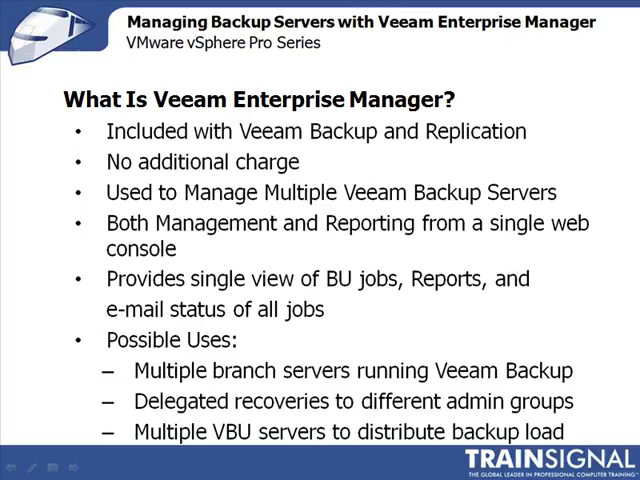 Managing Backup Servers with Veeam Enterprise Manager
VMware vSphere Pro Series
What Is Veeam Enterprise Manager?
• Included with Veeam Backup and Replication
• No additional charge
• Used to Manage Multiple Veeam Backup Servers
• Both Management and Reporting from a single web
console
• Provides single view of BU jobs, Reports, and
e-mail status of all jobs
• Possible Uses:
– Multiple branch servers running Veeam Backup
– Delegated recoveries to different admin groups
– Multiple VBU servers to distribute backup load
TRAINSIGNAL
THE GLOBAL LEADER IN PROFESSIONAL COMPUTER TRAINING